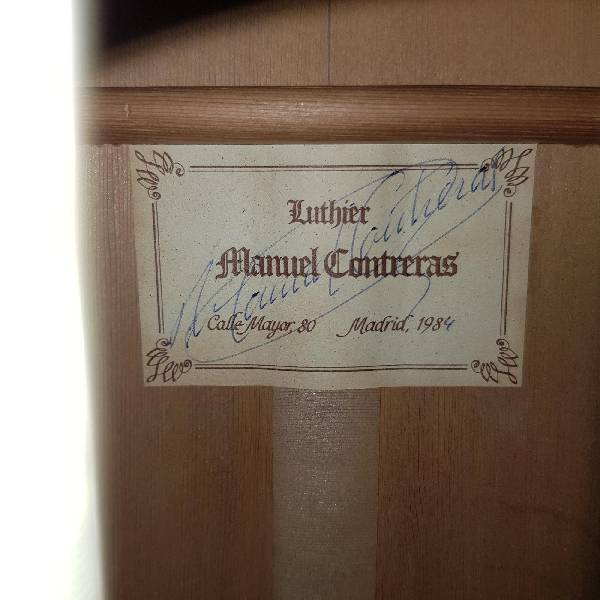 Luthier
Manuel Contreras
Calle Mayor, 80 Madrid, 1984